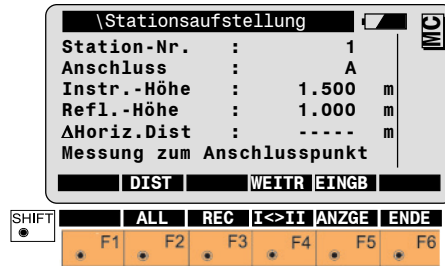 \Stationsaufstellung
MC
Station-Nr. : 1
Anschluss : A
Instr.-Höhe : 1.500 m
Refl.-Höhe : 1.000 m
ΔHoriz.Dist : ----- m
Messung zum Anschlusspunkt
DIST WEITR EINGB
SHIFT ALL REC I<>II ANZGE ENDE
F1 F2 F3 F4 F5 F6